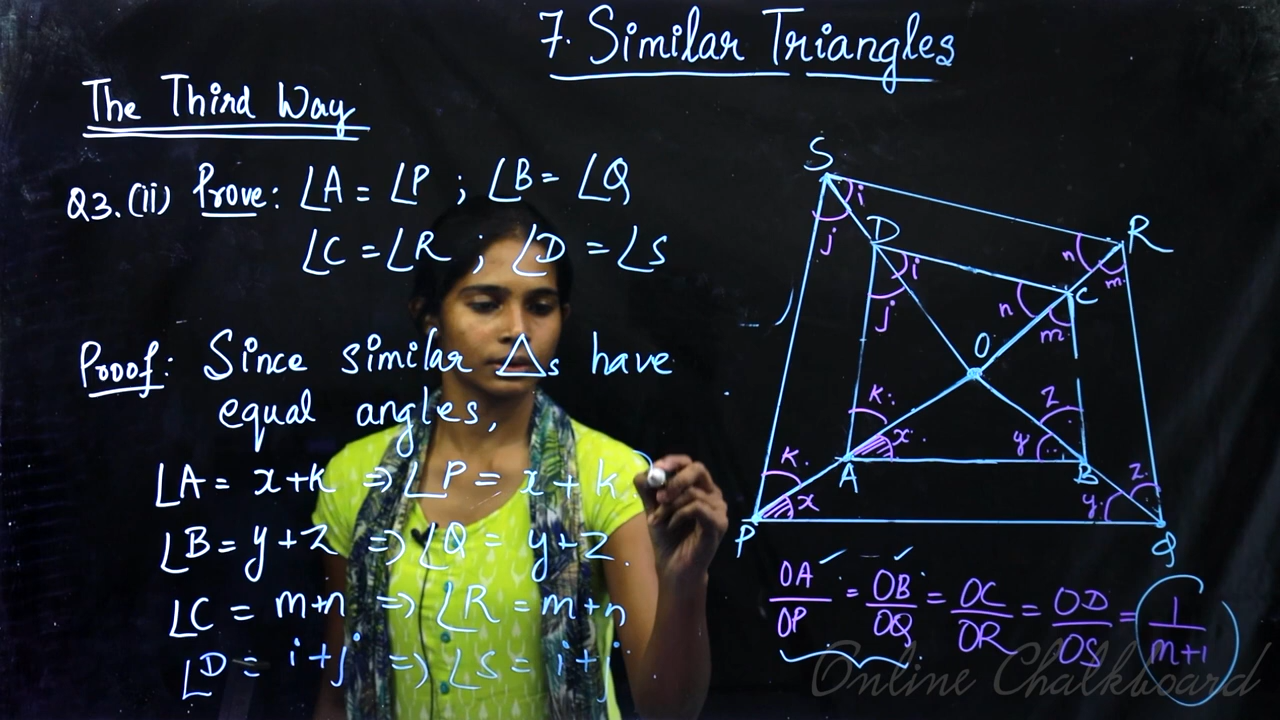 7. Similar Triangles
The Third Way
Q3.(ii) Prove: ∠A = ∠P ; ∠B = ∠Q
∠C = ∠R ; ∠D = ∠S
Proof: Since similar Δs have
equal angles,
∠A = x+k ⇒ ∠P = x+k
∠B = y+z ⇒ ∠Q = y+z.
∠C = m+n ⇒ ∠R = m+n
∠D = i+j ⇒ ∠S = i+j.
S
i
j
R
n
m
D
i
j
C
n
m
O
k
x
A
z
y
B
k
x
P
z
y
Q
OA/OP = OB/OQ = OC/OR = OD/OS = 1/m+1
Online Chalkboard